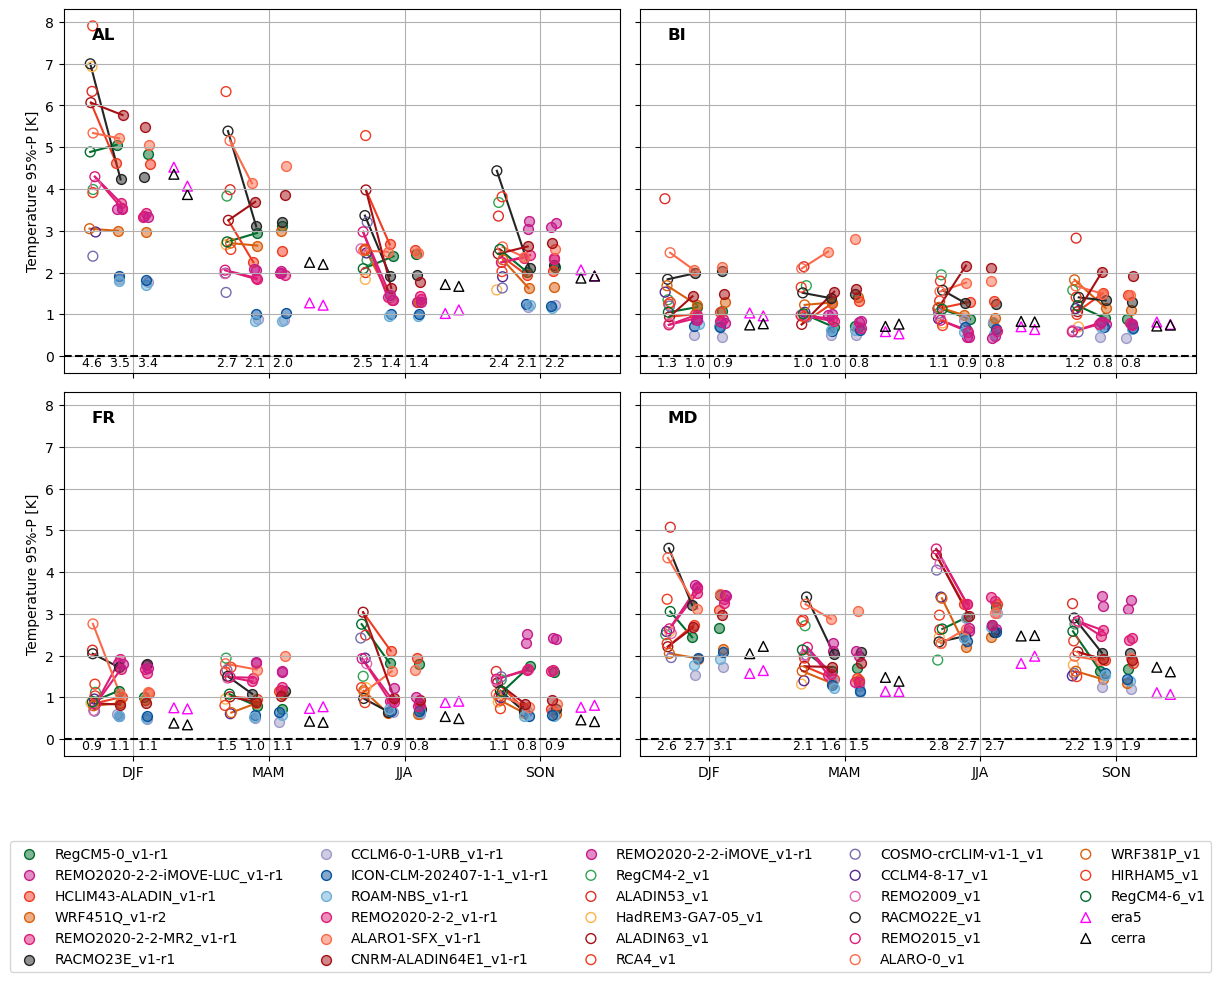 8
7
6
5
4
3
2
1
0
Temperature 95%-P [K]
AL
4.6 3.5 3.4 2.7 2.1 2.0 2.5 1.4 1.4 2.4 2.1 2.2
BI
1.3 1.0 0.9 1.0 1.0 0.8 1.1 0.9 0.8 1.2 0.8 0.8
8
7
6
5
4
3
2
1
0
Temperature 95%-P [K]
FR
0.9 1.1 1.1 1.5 1.0 1.1 1.7 0.9 0.8 1.1 0.8 0.9
DJF MAM JJA SON
MD
2.6 2.7 3.1 2.1 1.6 1.5 2.8 2.7 2.7 2.2 1.9 1.9
DJF MAM JJA SON
RegCM5-0_v1-r1
REMO2020-2-2-iMOVE-LUC_v1-r1
HCLIM43-ALADIN_v1-r1
WRF451Q_v1-r2
REMO2020-2-2-MR2_v1-r1
RACMO23E_v1-r1
CCLM6-0-1-URB_v1-r1
ICON-CLM-202407-1-1_v1-r1
ROAM-NBS_v1-r1
REMO2020-2-2_v1-r1
ALARO1-SFX_v1-r1
CNRM-ALADIN64E1_v1-r1
REMO2020-2-2-iMOVE_v1-r1
RegCM4-2_v1
ALADIN53_v1
HadREM3-GA7-05_v1
ALADIN63_v1
RCA4_v1
COSMO-crCLIM-v1-1_v1
CCLM4-8-17_v1
REMO2009_v1
RACMO22E_v1
REMO2015_v1
ALARO-0_v1
WRF381P_v1
HIRHAM5_v1
RegCM4-6_v1
era5
cerra